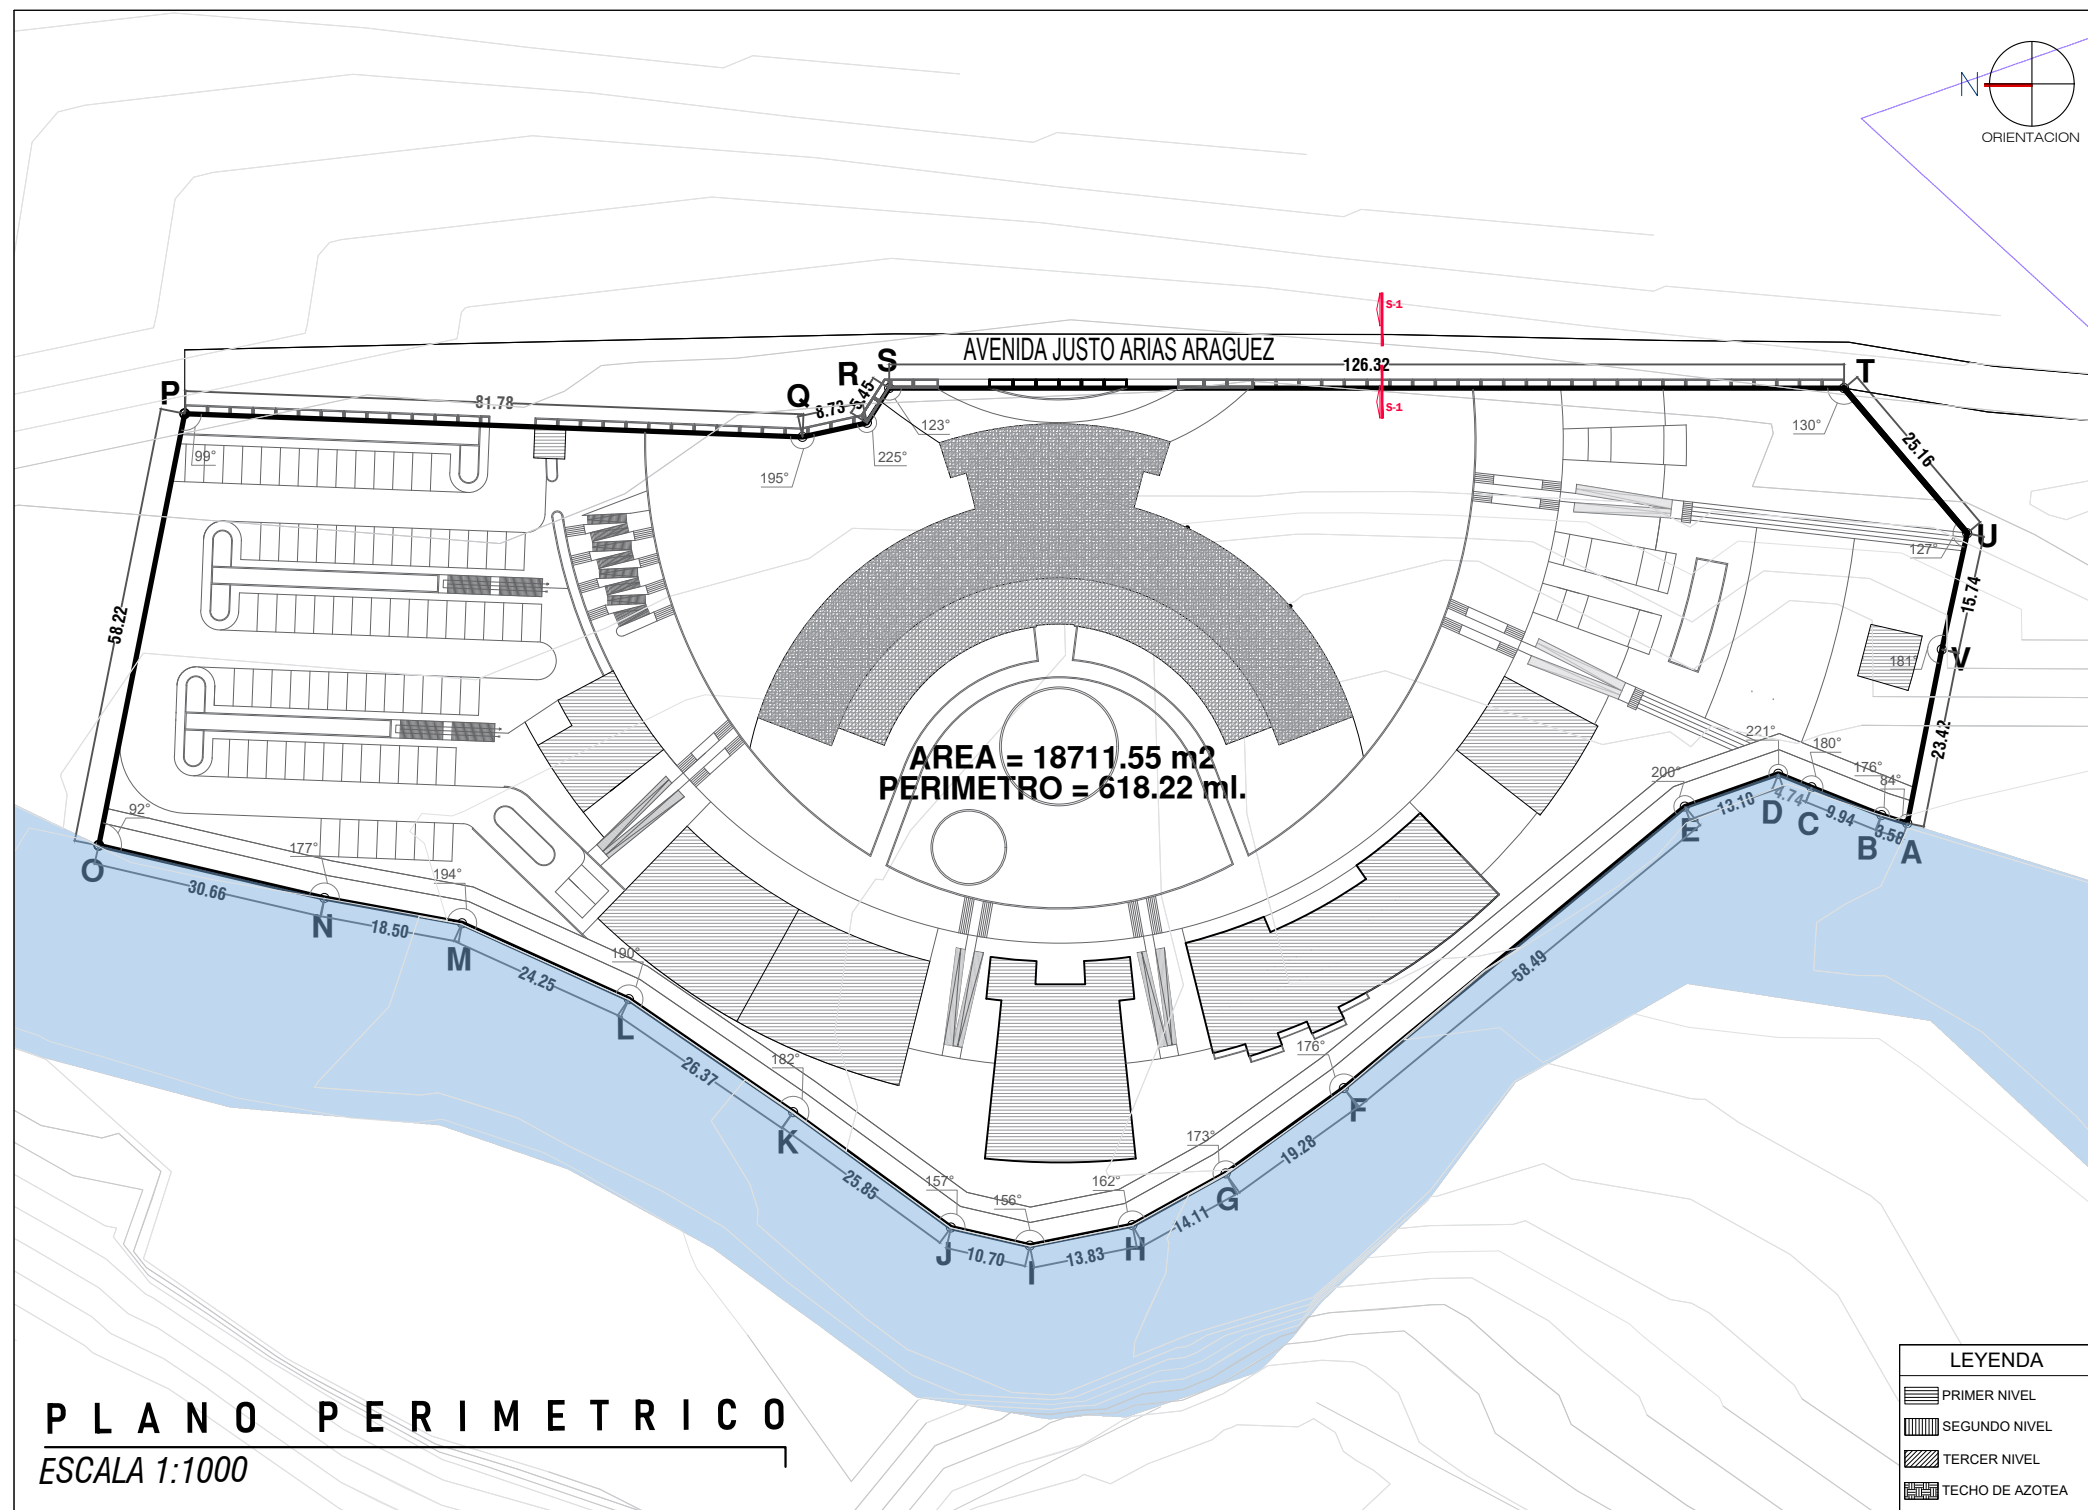 N
ORIENTACION
S-1
AVENIDA JUSTO ARIAS ARAGUEZ
126.32
S-1
P
81.78
Q
8.73
R
5.45
S
T
99°
195°
225°
123°
130°
25.16
U
127°
15.74
181°
V
23.42
58.22
AREA = 18711.55 m2
PERIMETRO = 618.22 ml.
92°
O
30.66
177°
N
18.50
194°
M
24.25
190°
L
26.37
182°
K
25.85
157°
J
10.70
156°
I
13.83
162°
H
14.11
173°
G
19.28
176°
F
58.49
200°
E
13.10
221°
D
4.74
180°
C
9.94
176°
B
3.58
84°
A
PLANO PERIMETRICO
ESCALA 1:1000
LEYENDA
PRIMER NIVEL
SEGUNDO NIVEL
TERCER NIVEL
TECHO DE AZOTEA